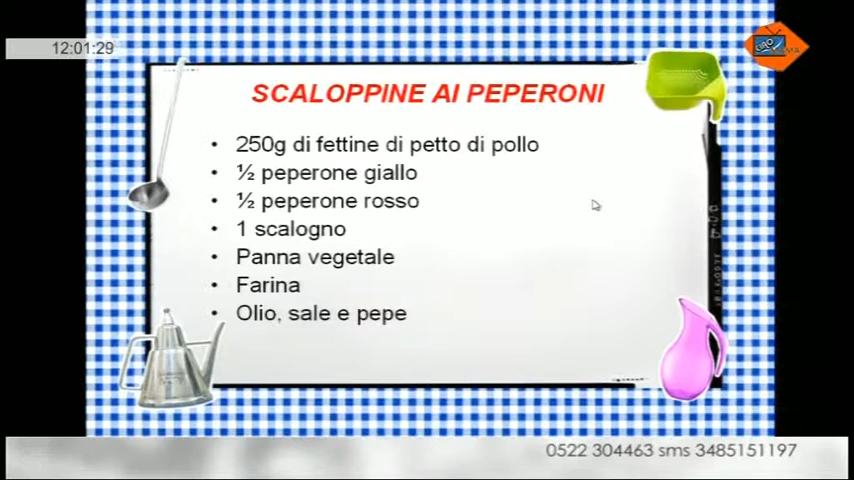 12:01:29
SCALOPPINE AI PEPERONI
• 250g di fettine di petto di pollo
• ½ peperone giallo
• ½ peperone rosso
• 1 scalogno
• Panna vegetale
• Farina
• Olio, sale e pepe
0522 304463 sms 3485151197